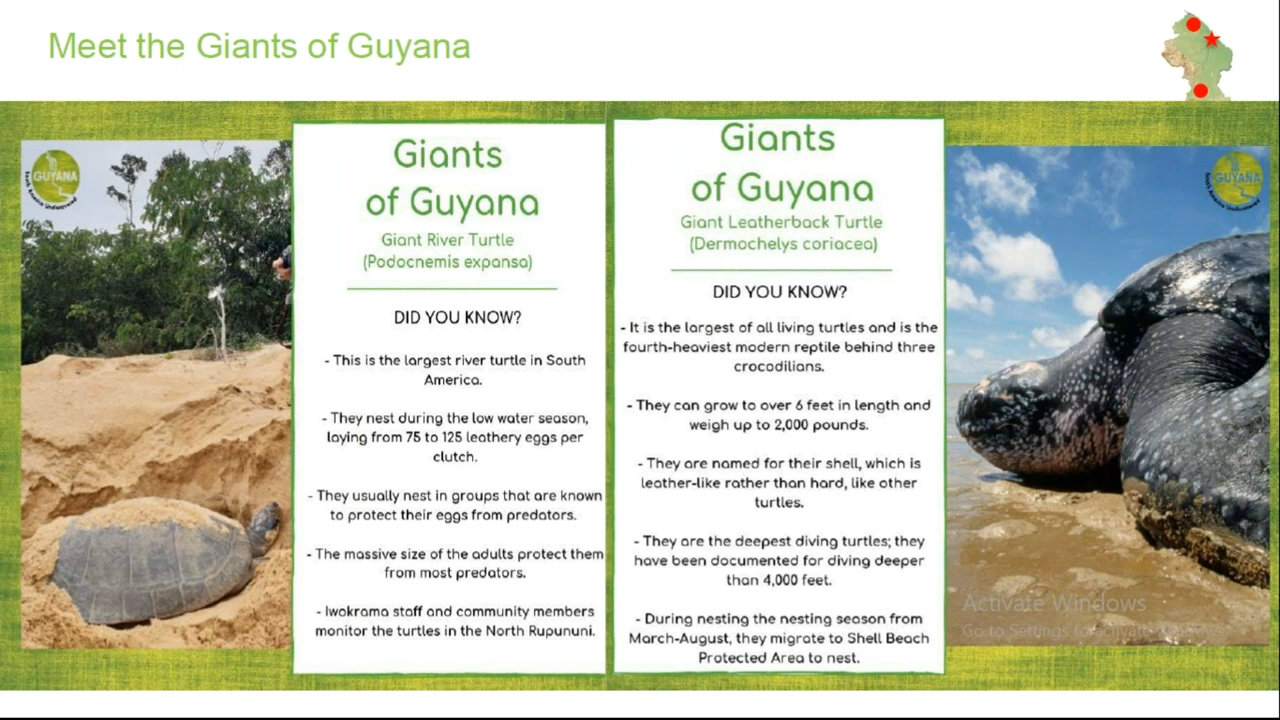 Meet the Giants of Guyana
GUYANA
South America Undiscovered
Giants
of Guyana
Giant River Turtle
(Podocnemis expansa)
DID YOU KNOW?
- This is the largest river turtle in South
America.
- They nest during the low water season,
laying from 75 to 125 leathery eggs per
clutch.
- They usually nest in groups that are known
to protect their eggs from predators.
- The massive size of the adults protect them
from most predators.
- Iwokrama staff and community members
monitor the turtles in the North Rupununi.
Giants
of Guyana
Giant Leatherback Turtle
(Dermochelys coriacea)
DID YOU KNOW?
- It is the largest of all living turtles and is the
fourth-heaviest modern reptile behind three
crocodilians.
- They can grow to over 6 feet in length and
weigh up to 2,000 pounds.
- They are named for their shell, which is
leather-like rather than hard, like other
turtles.
- They are the deepest diving turtles; they
have been documented for diving deeper
than 4,000 feet.
- During nesting the nesting season from
March-August, they migrate to Shell Beach
Protected Area to nest.
GUYANA
South America Undiscovered
Activate Windows
Go to Settings to activate Windows.